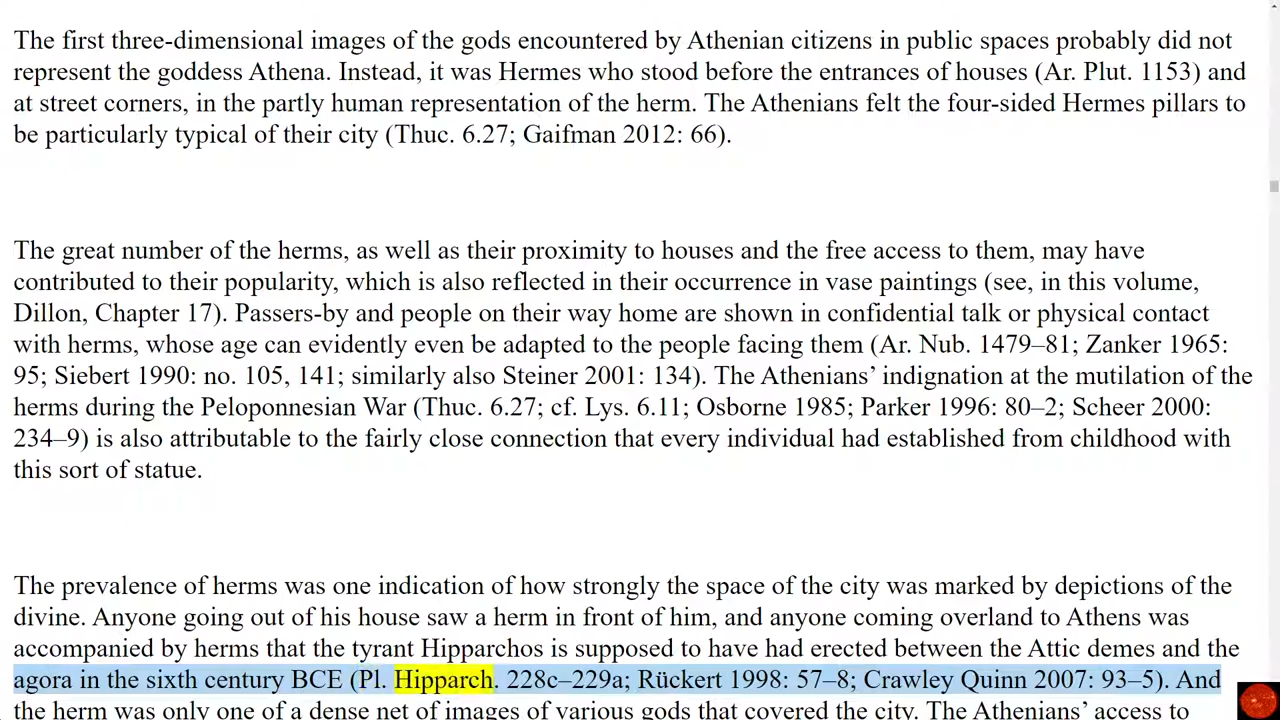 The first three-dimensional images of the gods encountered by Athenian citizens in public spaces probably did not
represent the goddess Athena. Instead, it was Hermes who stood before the entrances of houses (Ar. Plut. 1153) and
at street corners, in the partly human representation of the herm. The Athenians felt the four-sided Hermes pillars to
be particularly typical of their city (Thuc. 6.27; Gaifman 2012: 66).
The great number of the herms, as well as their proximity to houses and the free access to them, may have
contributed to their popularity, which is also reflected in their occurrence in vase paintings (see, in this volume,
Dillon, Chapter 17). Passers-by and people on their way home are shown in confidential talk or physical contact
with herms, whose age can evidently even be adapted to the people facing them (Ar. Nub. 1479–81; Zanker 1965:
95; Siebert 1990: no. 105, 141; similarly also Steiner 2001: 134). The Athenians’ indignation at the mutilation of the
herms during the Peloponnesian War (Thuc. 6.27; cf. Lys. 6.11; Osborne 1985; Parker 1996: 80–2; Scheer 2000:
234–9) is also attributable to the fairly close connection that every individual had established from childhood with
this sort of statue.
The prevalence of herms was one indication of how strongly the space of the city was marked by depictions of the
divine. Anyone going out of his house saw a herm in front of him, and anyone coming overland to Athens was
accompanied by herms that the tyrant Hipparchos is supposed to have had erected between the Attic demes and the
agora in the sixth century BCE (Pl. Hipparch. 228c–229a; Rückert 1998: 57–8; Crawley Quinn 2007: 93–5). And
the herm was only one of a dense net of images of various gods that covered the city. The Athenians’ access to